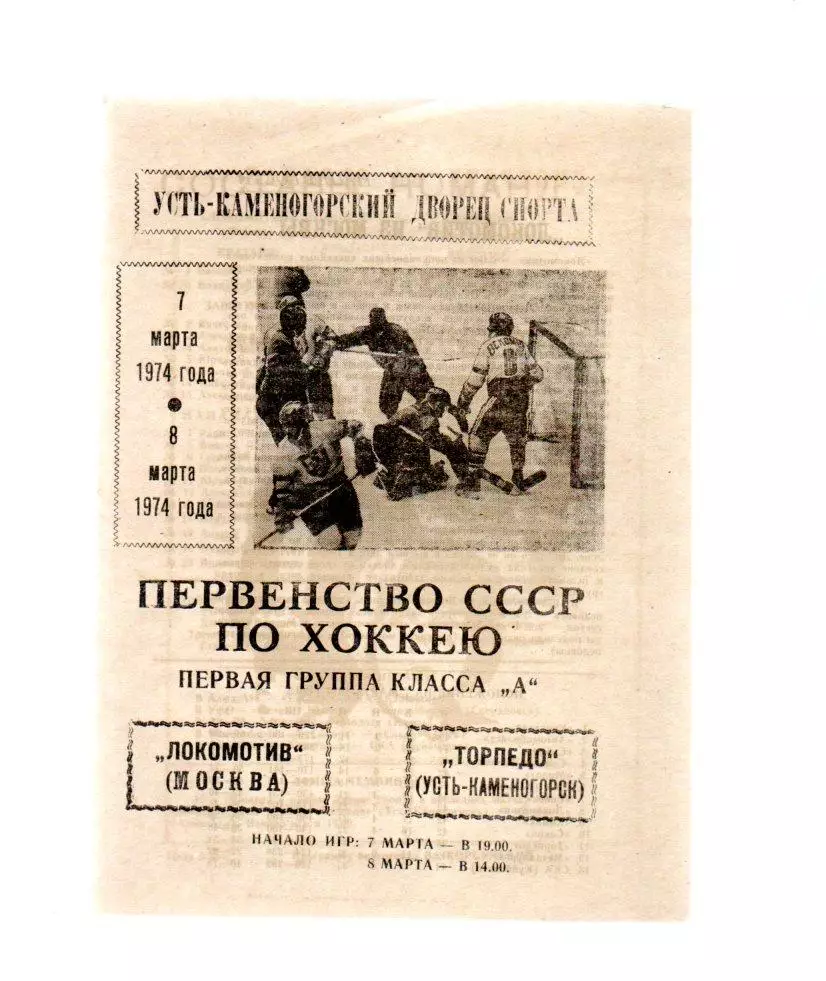 УСТЬ-КАМЕНОГОРСКИЙ ДВОРЕЦ СПОРТА
7
марта
1974 года
8
марта
1974 года
8
ПЕРВЕНСТВО СССР
ПО ХОККЕЮ
ПЕРВАЯ ГРУППА КЛАССА „А“
„ЛОКОМОТИВ“
(МОСКВА)
„ТОРПЕДО“
(УСТЬ-КАМЕНОГОРСК)
НАЧАЛО ИГР: 7 МАРТА — В 19.00.
8 МАРТА — В 14.00.